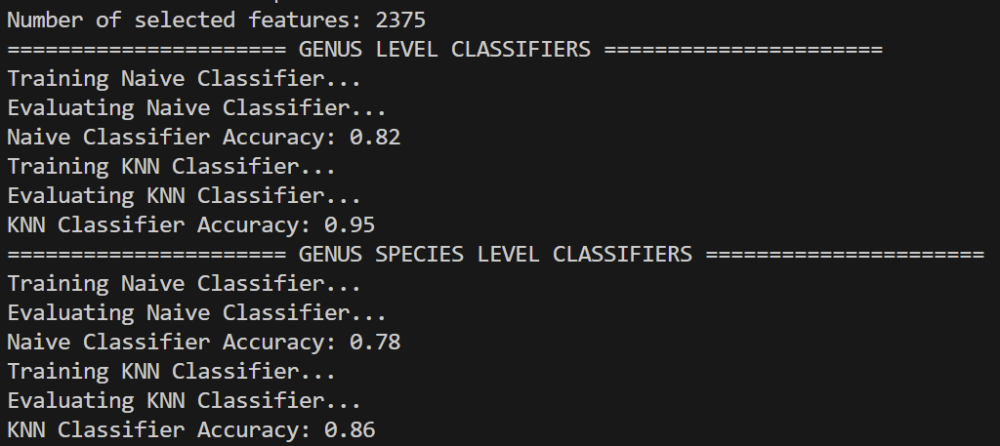 Number of selected features: 2375
====================== GENUS LEVEL CLASSIFIERS ======================
Training Naive Classifier...
Evaluating Naive Classifier...
Naive Classifier Accuracy: 0.82
Training KNN Classifier...
Evaluating KNN Classifier...
KNN Classifier Accuracy: 0.95
====================== GENUS SPECIES LEVEL CLASSIFIERS ======================
Training Naive Classifier...
Evaluating Naive Classifier...
Naive Classifier Accuracy: 0.78
Training KNN Classifier...
Evaluating KNN Classifier...
KNN Classifier Accuracy: 0.86